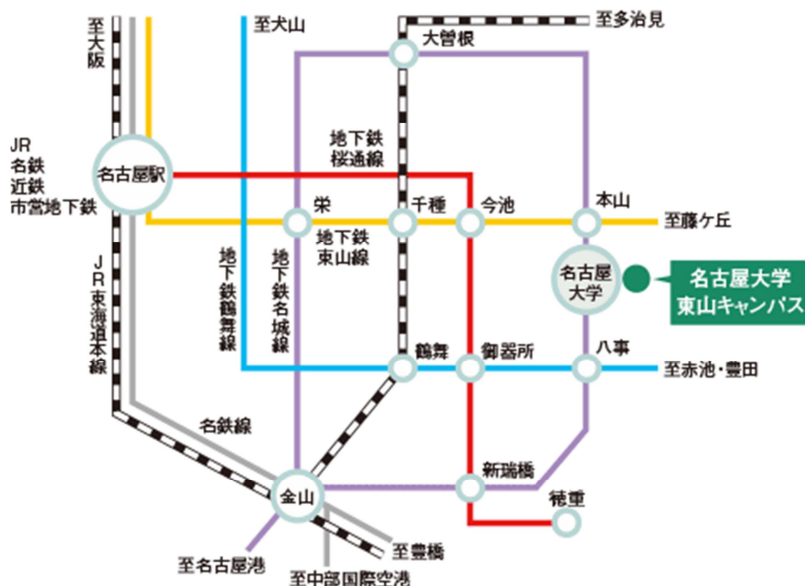 至大阪
至犬山
至多治見
大曽根
JR
名鉄
近鉄
市営地下鉄
名古屋駅
地下鉄
桜通線
栄
千種
今池
本山
至藤ケ丘
地下鉄
東山線
JR東海道本線
地下鉄鶴舞線
地下鉄名城線
名古屋
大学
名古屋大学
東山キャンパス
鶴舞
御器所
八事
至赤池・豊田
名鉄線
金山
新瑞橋
徳重
至名古屋港
至豊橋
至中部国際空港